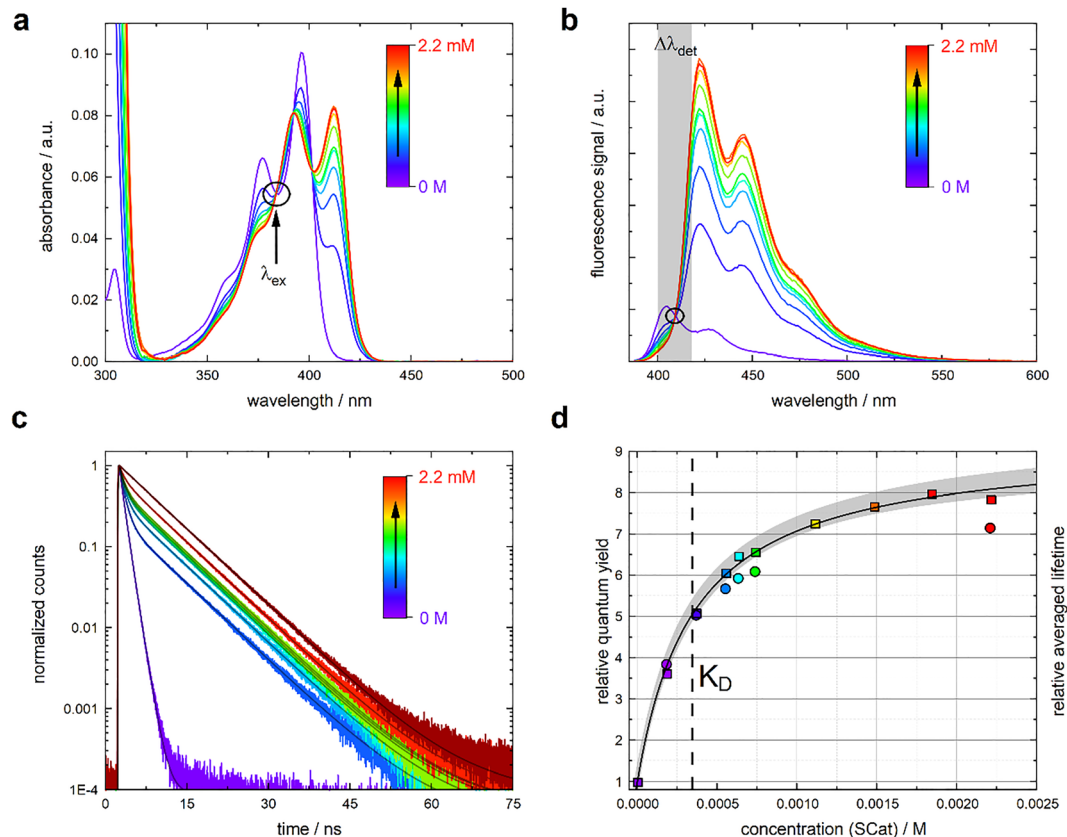 a
0.10
0.08
0.06
0.04
0.02
0.00
absorbance / a.u.
2.2 mM
0 M
λex
300
350
400
450
500
wavelength / nm
b
Δλdet
fluorescence signal / a.u.
2.2 mM
0 M
400
450
500
550
600
wavelength / nm
c
1
0.1
0.01
0.001
1E-4
normalized counts
2.2 mM
0 M
0
15
30
45
60
75
time / ns
d
9
8
7
6
5
4
3
2
1
relative quantum yield
KD
relative averaged lifetime
0.0000
0.0005
0.0010
0.0015
0.0020
0.0025
concentration (SCat) / M